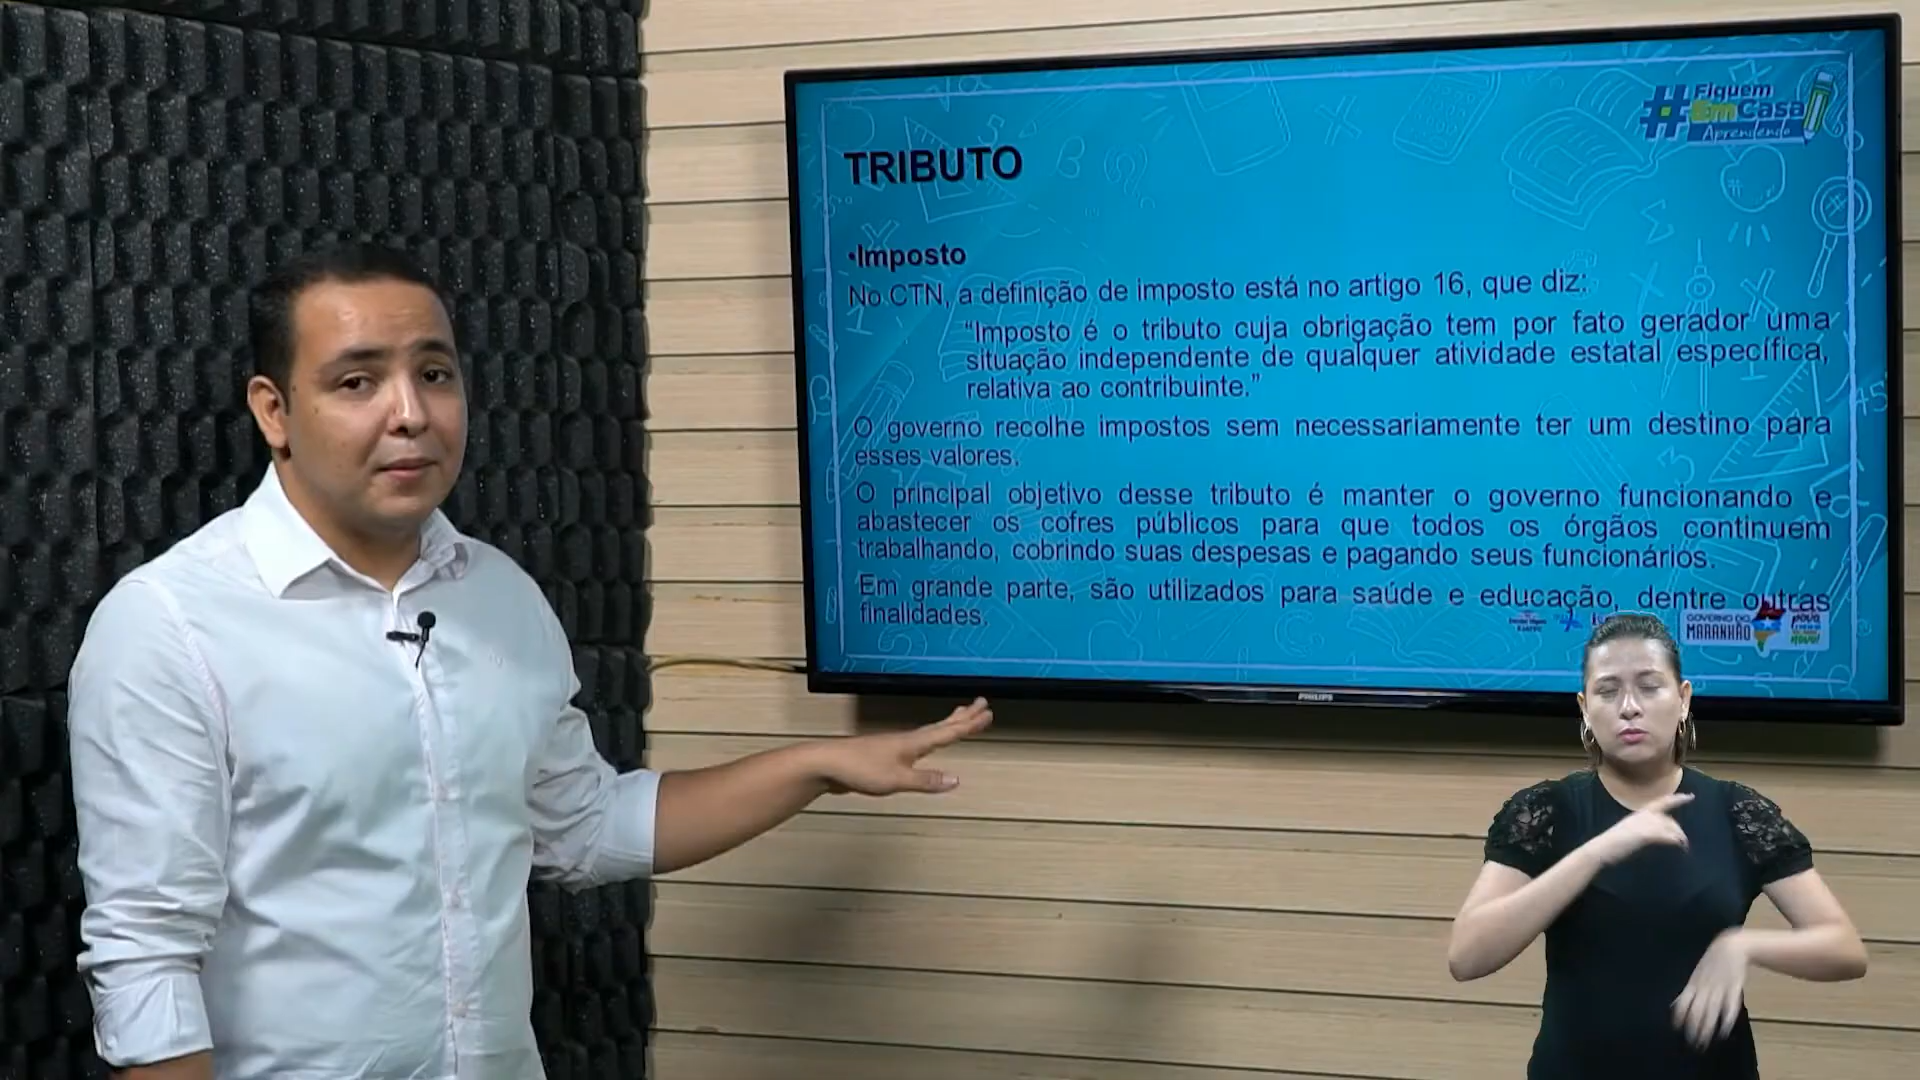 #Fiquem
EmCasa
Aprendendo
TRIBUTO
•Imposto
No CTN, a definição de imposto está no artigo 16, que diz:
“Imposto é o tributo cuja obrigação tem por fato gerador uma
situação independente de qualquer atividade estatal específica,
relativa ao contribuinte.”
O governo recolhe impostos sem necessariamente ter um destino para
esses valores.
O principal objetivo desse tributo é manter o governo funcionando e
abastecer os cofres públicos para que todos os órgãos continuem
trabalhando, cobrindo suas despesas e pagando seus funcionários.
Em grande parte, são utilizados para saúde e educação, dentre outras
finalidades.
GOVERNO DO
MARANHÃO
PHILIPS